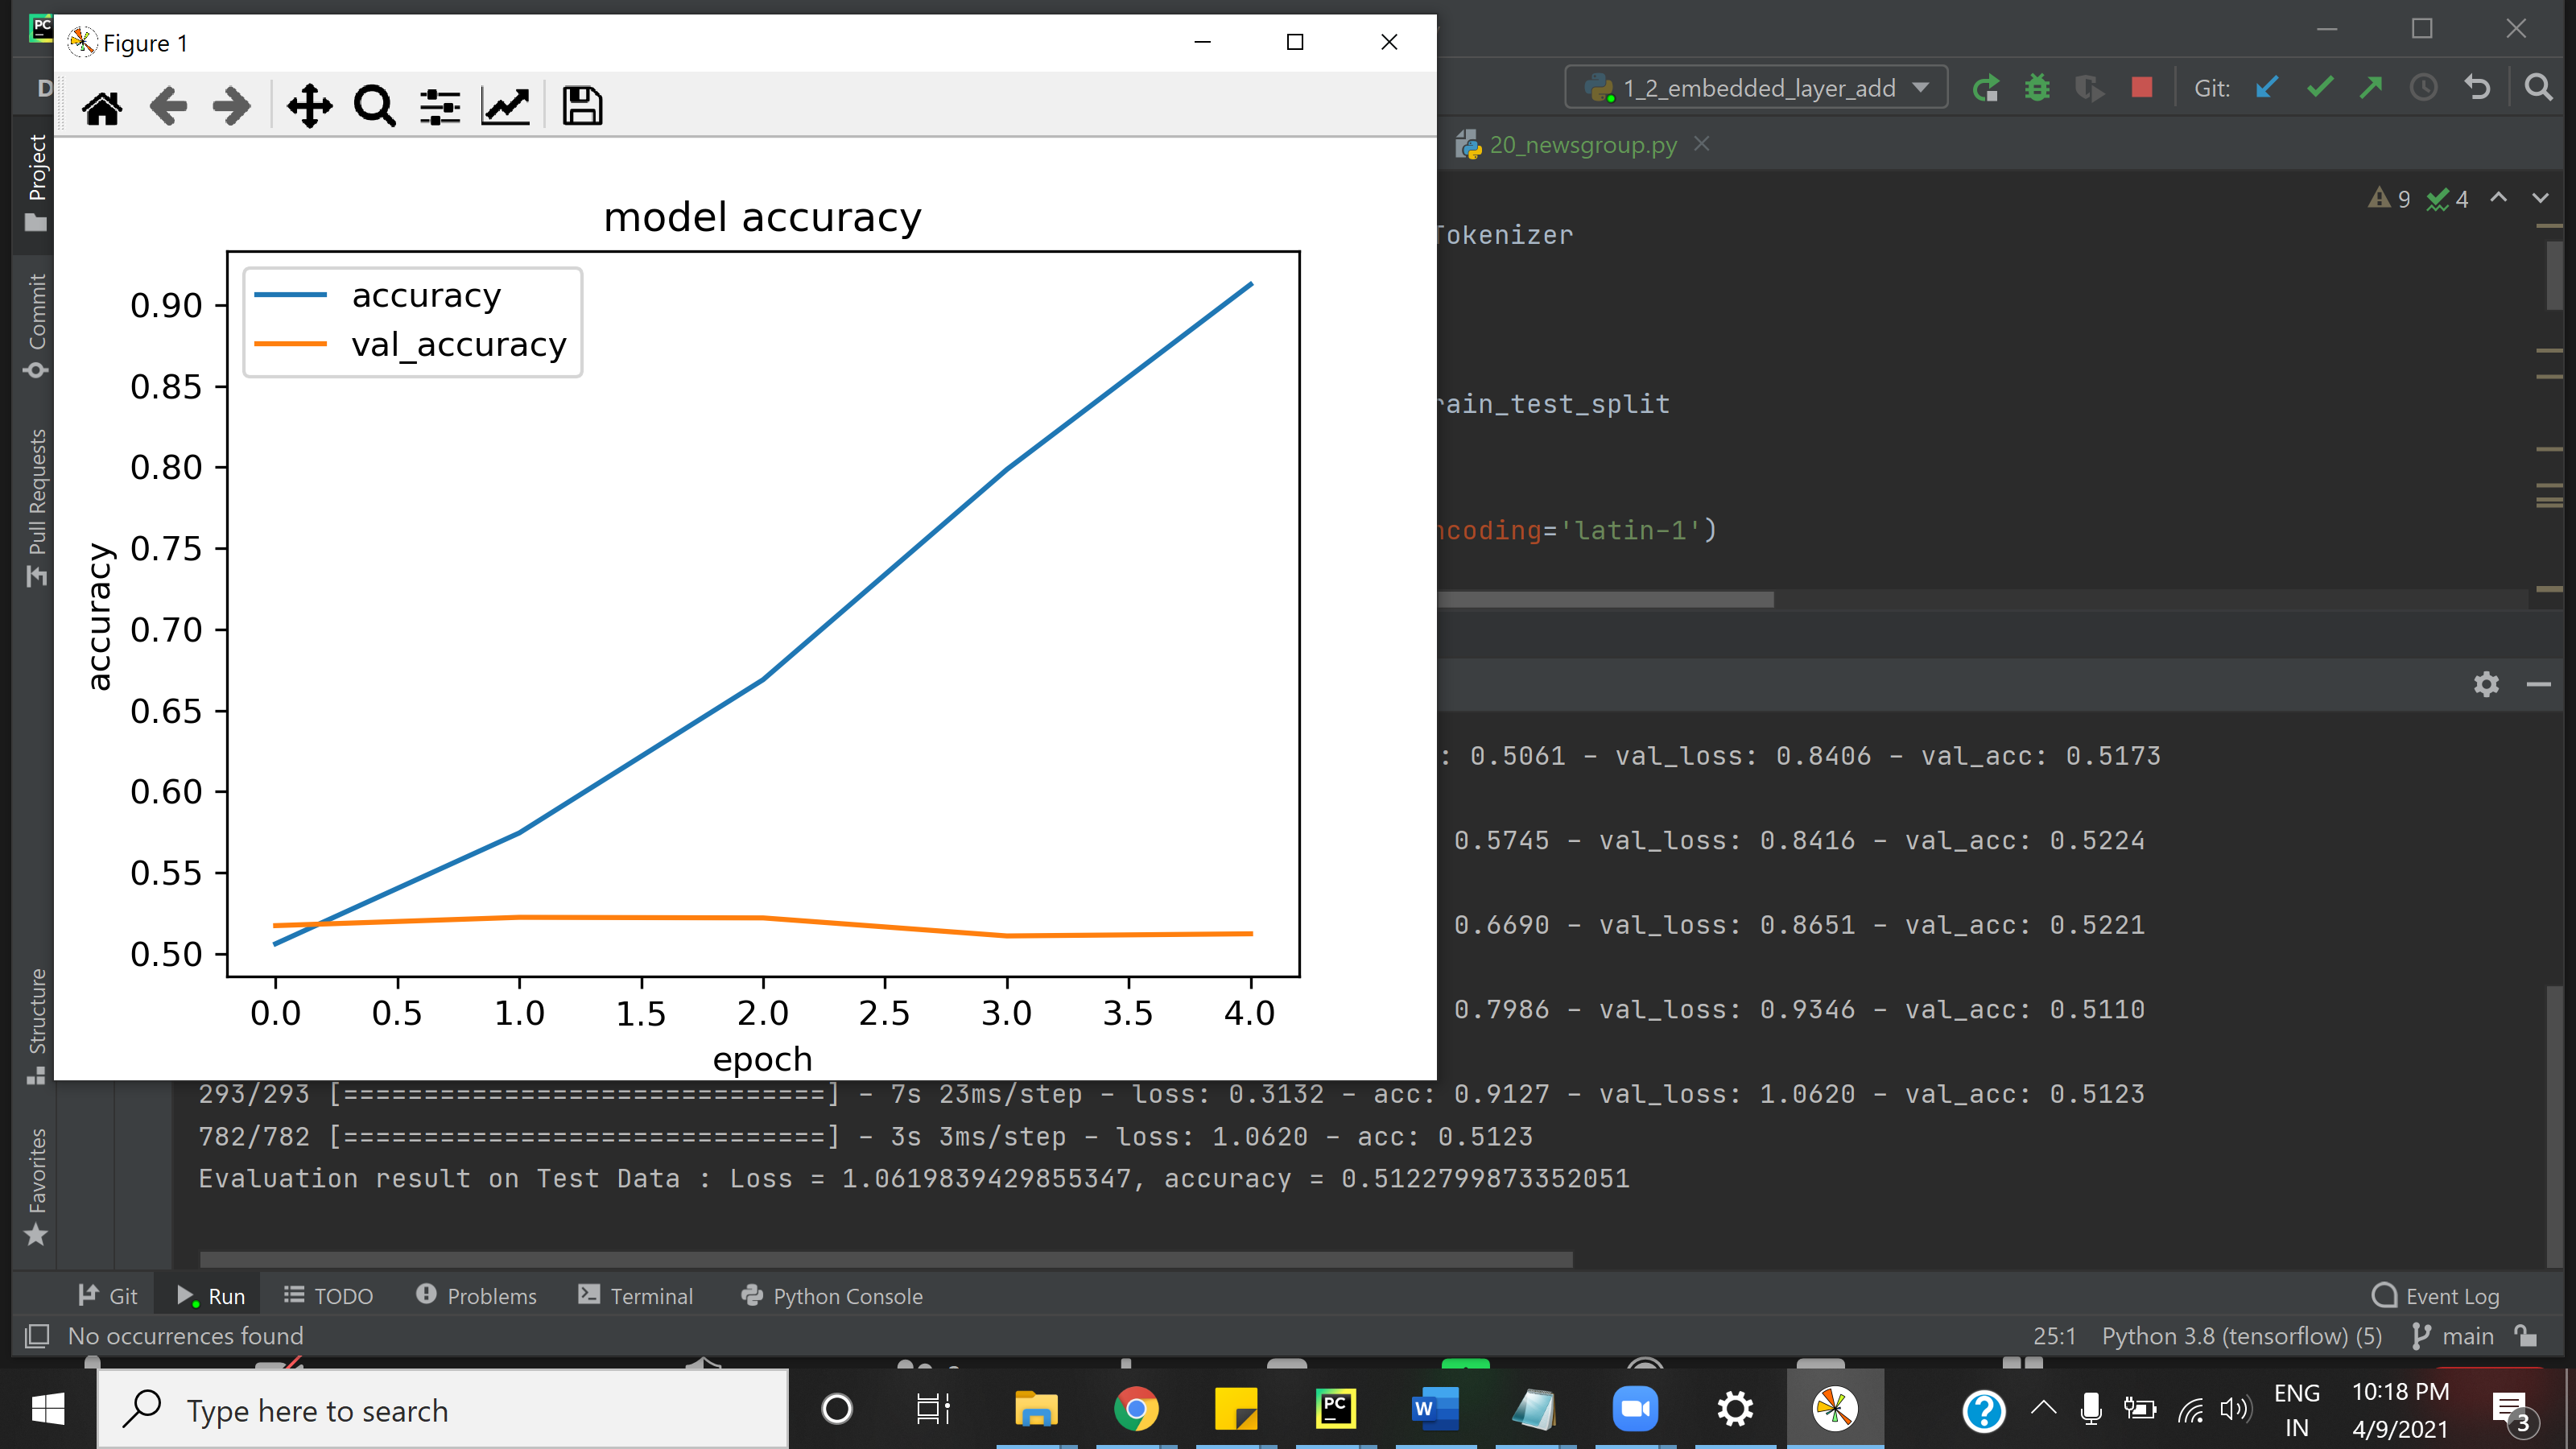 PC
Figure 1
1_2_embedded_layer_add
Git:
D
20_newsgroup.py
9
4
Project
Commit
Pull Requests
Structure
Favorites
Tokenizer
rain_test_split
ncoding='latin-1')
model accuracy
accuracy
val_accuracy
0.90
0.85
0.80
0.75
0.70
0.65
0.60
0.55
0.50
accuracy
0.0 0.5 1.0 1.5 2.0 2.5 3.0 3.5 4.0
epoch
: 0.5061 - val_loss: 0.8406 - val_acc: 0.5173
0.5745 - val_loss: 0.8416 - val_acc: 0.5224
0.6690 - val_loss: 0.8651 - val_acc: 0.5221
0.7986 - val_loss: 0.9346 - val_acc: 0.5110
293/293 [==============================] - 7s 23ms/step - loss: 0.3132 - acc: 0.9127 - val_loss: 1.0620 - val_acc: 0.5123
782/782 [==============================] - 3s 3ms/step - loss: 1.0620 - acc: 0.5123
Evaluation result on Test Data : Loss = 1.0619839429855347, accuracy = 0.5122799873352051
Git
Run
TODO
Problems
Terminal
Python Console
Event Log
No occurrences found
25:1
Python 3.8 (tensorflow) (5)
main
Type here to search
PC
W
ENG
IN
10:18 PM
4/9/2021
3